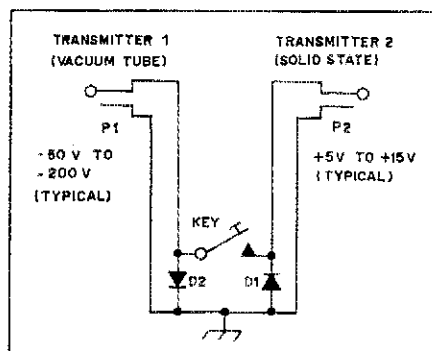 TRANSMITTER 1
(VACUUM TUBE)
TRANSMITTER 2
(SOLID STATE)
P1
P2
-50 V TO
-200 V
(TYPICAL)
+5V TO +15V
(TYPICAL)
KEY
D2
D1